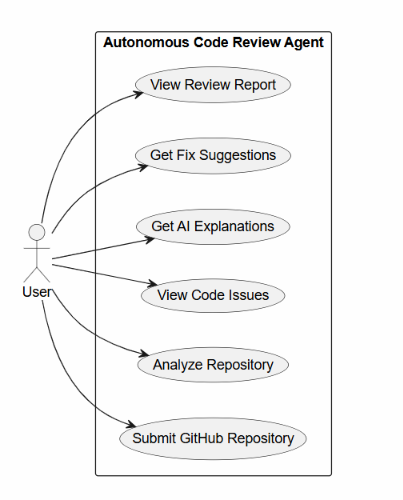 Autonomous Code Review Agent
View Review Report
Get Fix Suggestions
Get AI Explanations
User
View Code Issues
Analyze Repository
Submit GitHub Repository